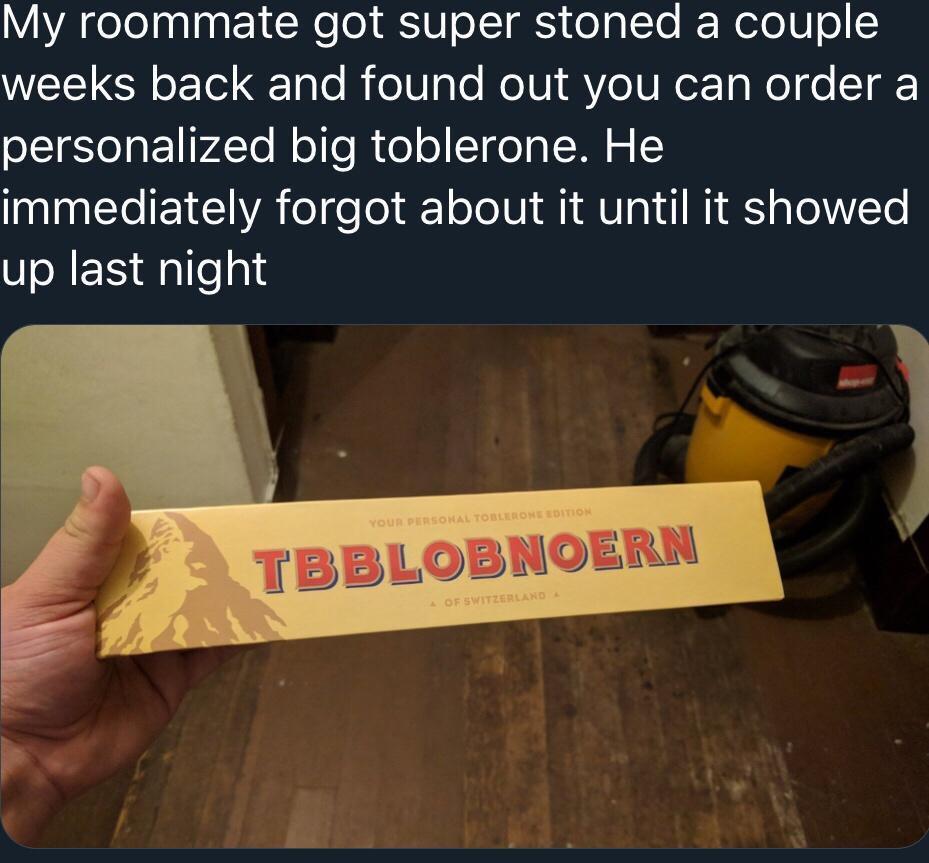 My roommate got super stoned a couple
weeks back and found out you can order a
personalized big toblerone. He
immediately forgot about it until it showed
up last night
YOUR PERSONAL TOBLERONE EDITION
TBBLOBNOERN
OF SWITZERLAND